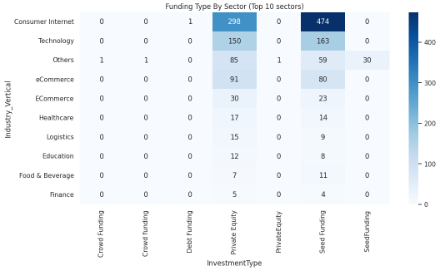 Funding Type By Sector (Top 10 sectors)
Consumer Internet 0 0 1 298 0 474 0
Technology 0 0 0 150 0 163 0
Others 1 1 0 85 1 59 30
eCommerce 0 0 0 91 0 80 0
ECommerce 0 0 0 30 0 23 0
Healthcare 0 0 0 17 0 14 0
Logistics 0 0 0 15 0 9 0
Education 0 0 0 12 0 8 0
Food & Beverage 0 0 0 7 0 11 0
Finance 0 0 0 5 0 4 0
Industry_Vertical
Crowd Funding
Crowd funding
Debt Funding
Private Equity
PrivateEquity
Seed Funding
SeedFunding
InvestmentType
400
300
200
100
0